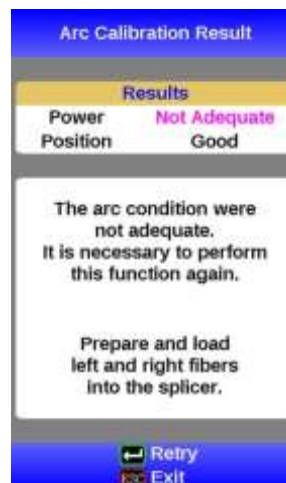 Arc Calibration Result
Results
Power Not Adequate
Position Good
The arc condition were
not adequate.
It is necessary to perform
this function again.
Prepare and load
left and right fibers
into the splicer.
Retry
ESC Exit